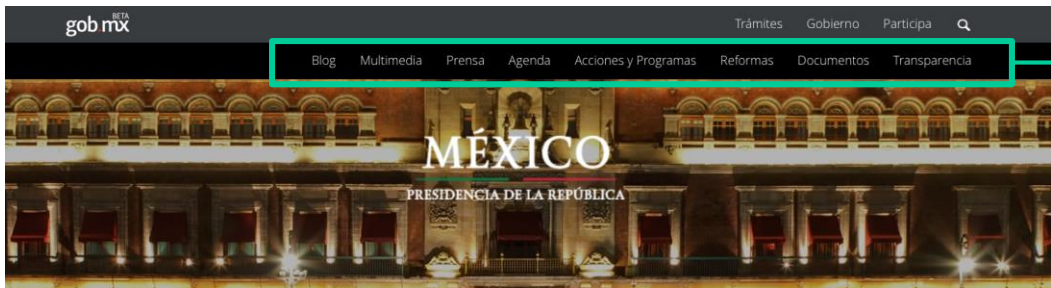 gob.mx BETA
Trámites Gobierno Participa
Blog Multimedia Prensa Agenda Acciones y Programas Reformas Documentos Transparencia
MÉXICO
PRESIDENCIA DE LA REPÚBLICA